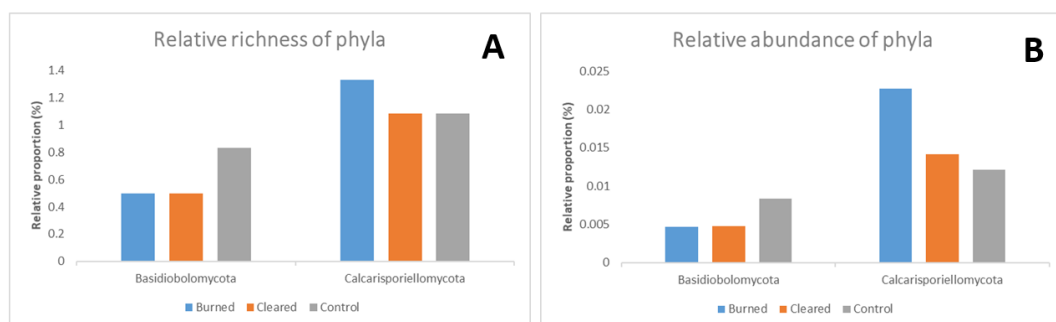 Relative richness of phyla
A
1.4
1.2
1
0.8
0.6
0.4
0.2
0
Relative proportion (%)
Basidiobolomycota Calcarisporiellomycota
Burned Cleared Control
Relative abundance of phyla
B
0.025
0.02
0.015
0.01
0.005
0
Relative proportion (%)
Basidiobolomycota Calcarisporiellomycota
Burned Cleared Control